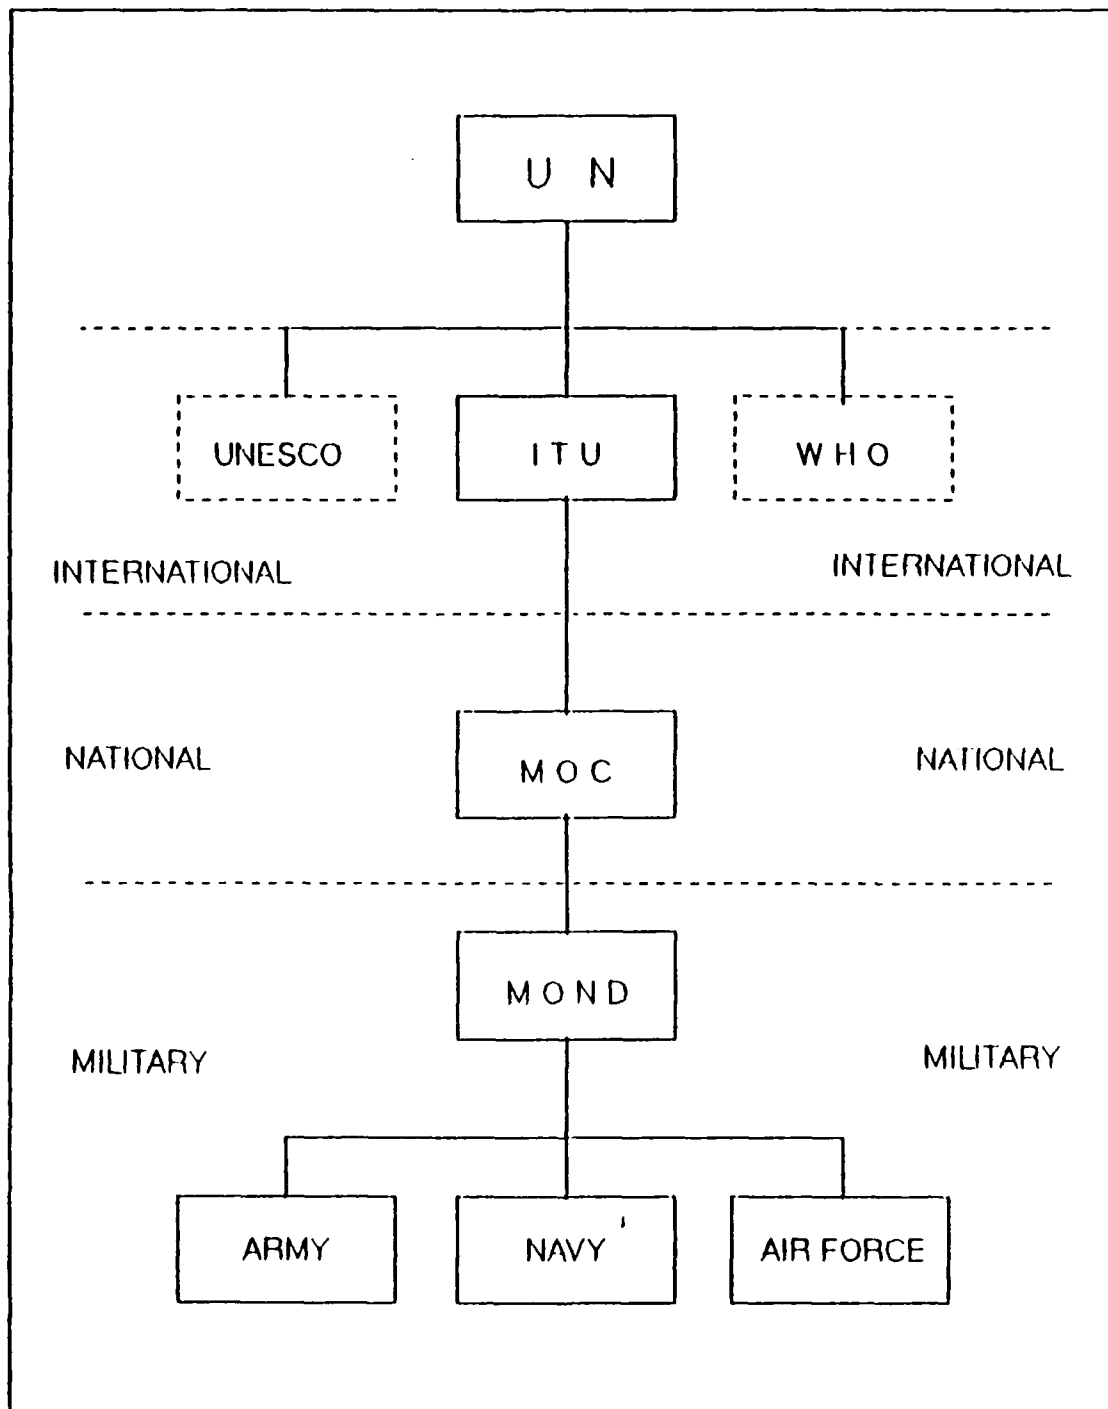 U N
UNESCO
I T U
W H O
INTERNATIONAL
INTERNATIONAL
NATIONAL
M O C
NATIONAL
M O N D
MILITARY
MILITARY
ARMY
NAVY
AIR FORCE